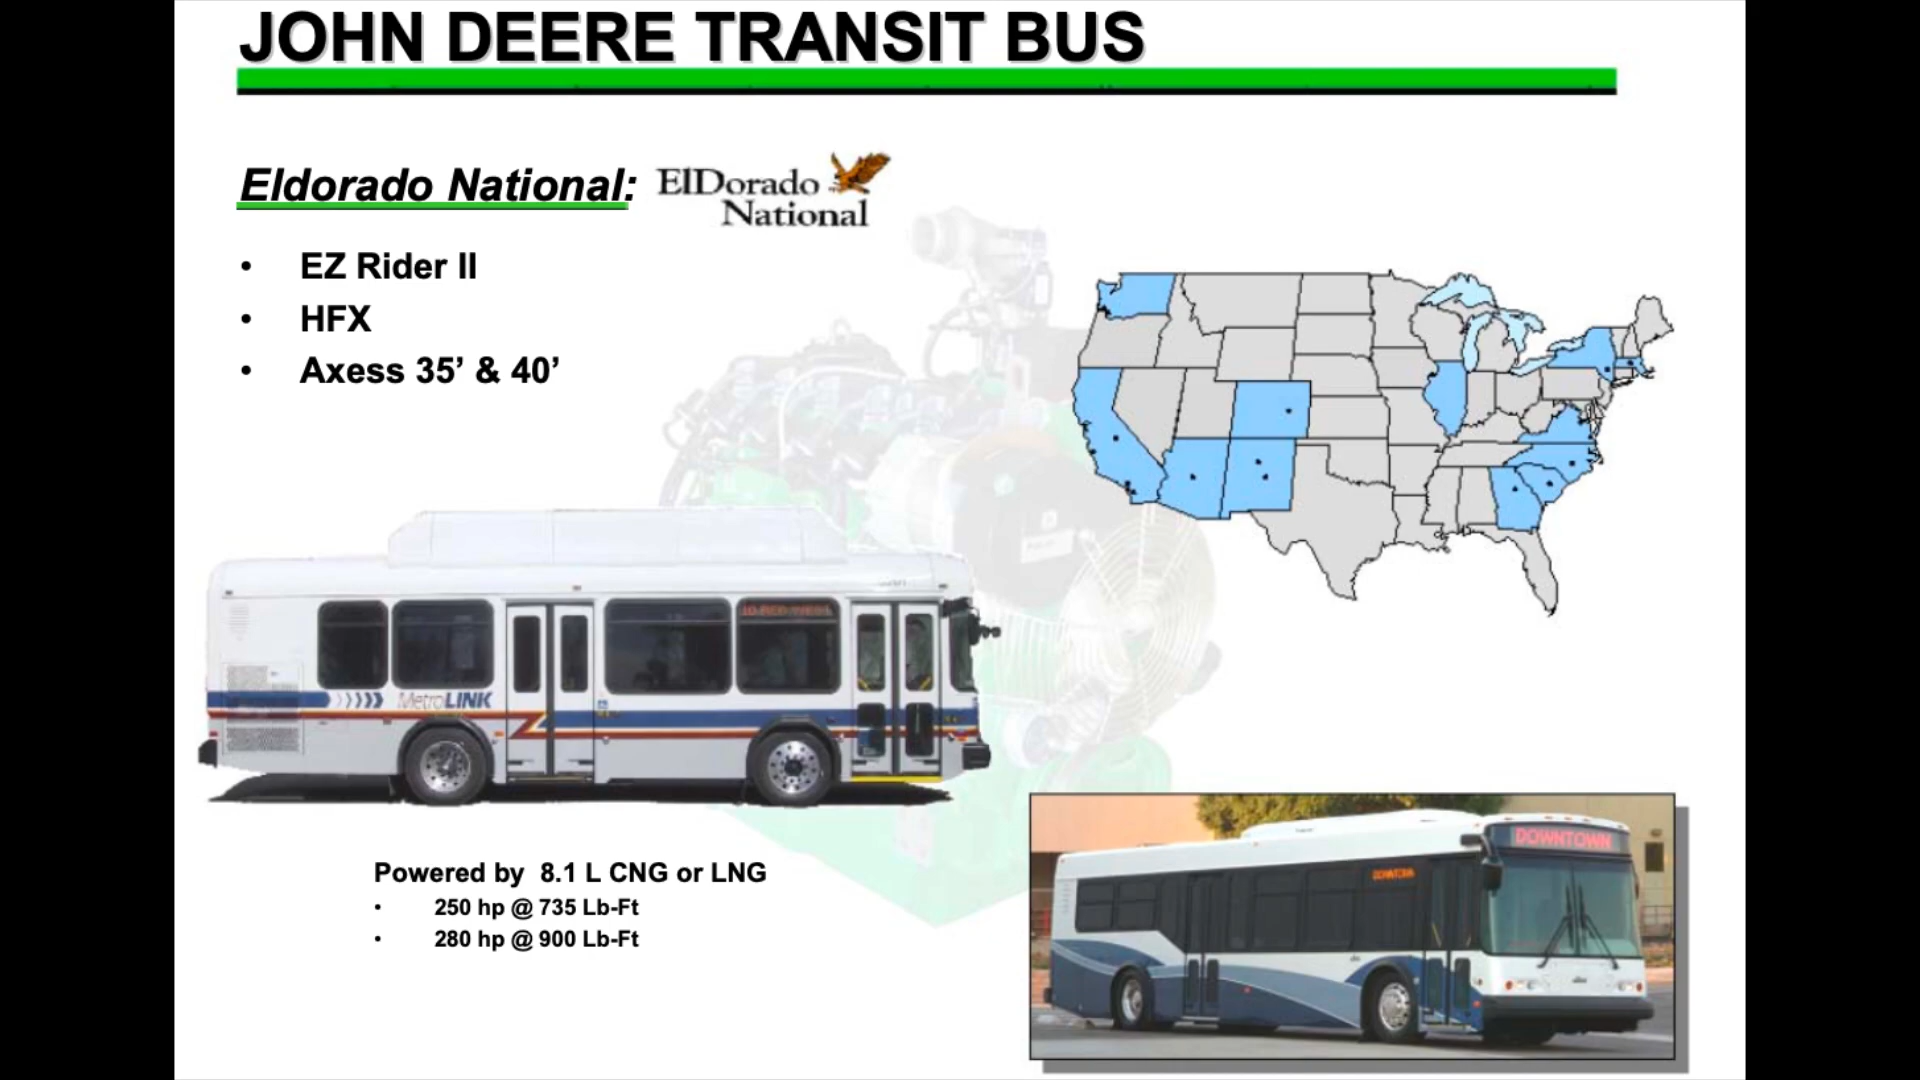 JOHN DEERE TRANSIT BUS
Eldorado National:
ElDorado
National
• EZ Rider II
• HFX
• Axess 35’ & 40’
MetroLINK
Powered by 8.1 L CNG or LNG
• 250 hp @ 735 Lb-Ft
• 280 hp @ 900 Lb-Ft
DOWNTOWN
DOWNTOWN